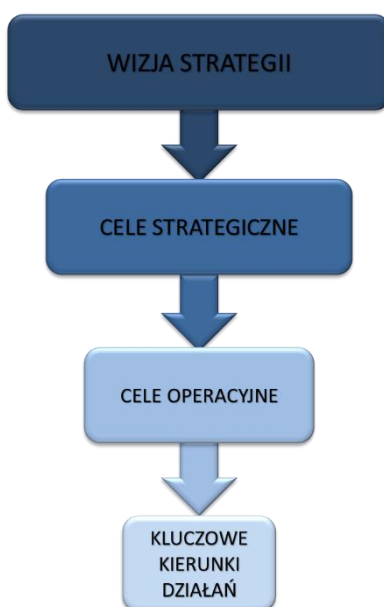 WIZJA STRATEGII
CELE STRATEGICZNE
CELE OPERACYJNE
KLUCZOWE
KIERUNKI
DZIAŁAŃ